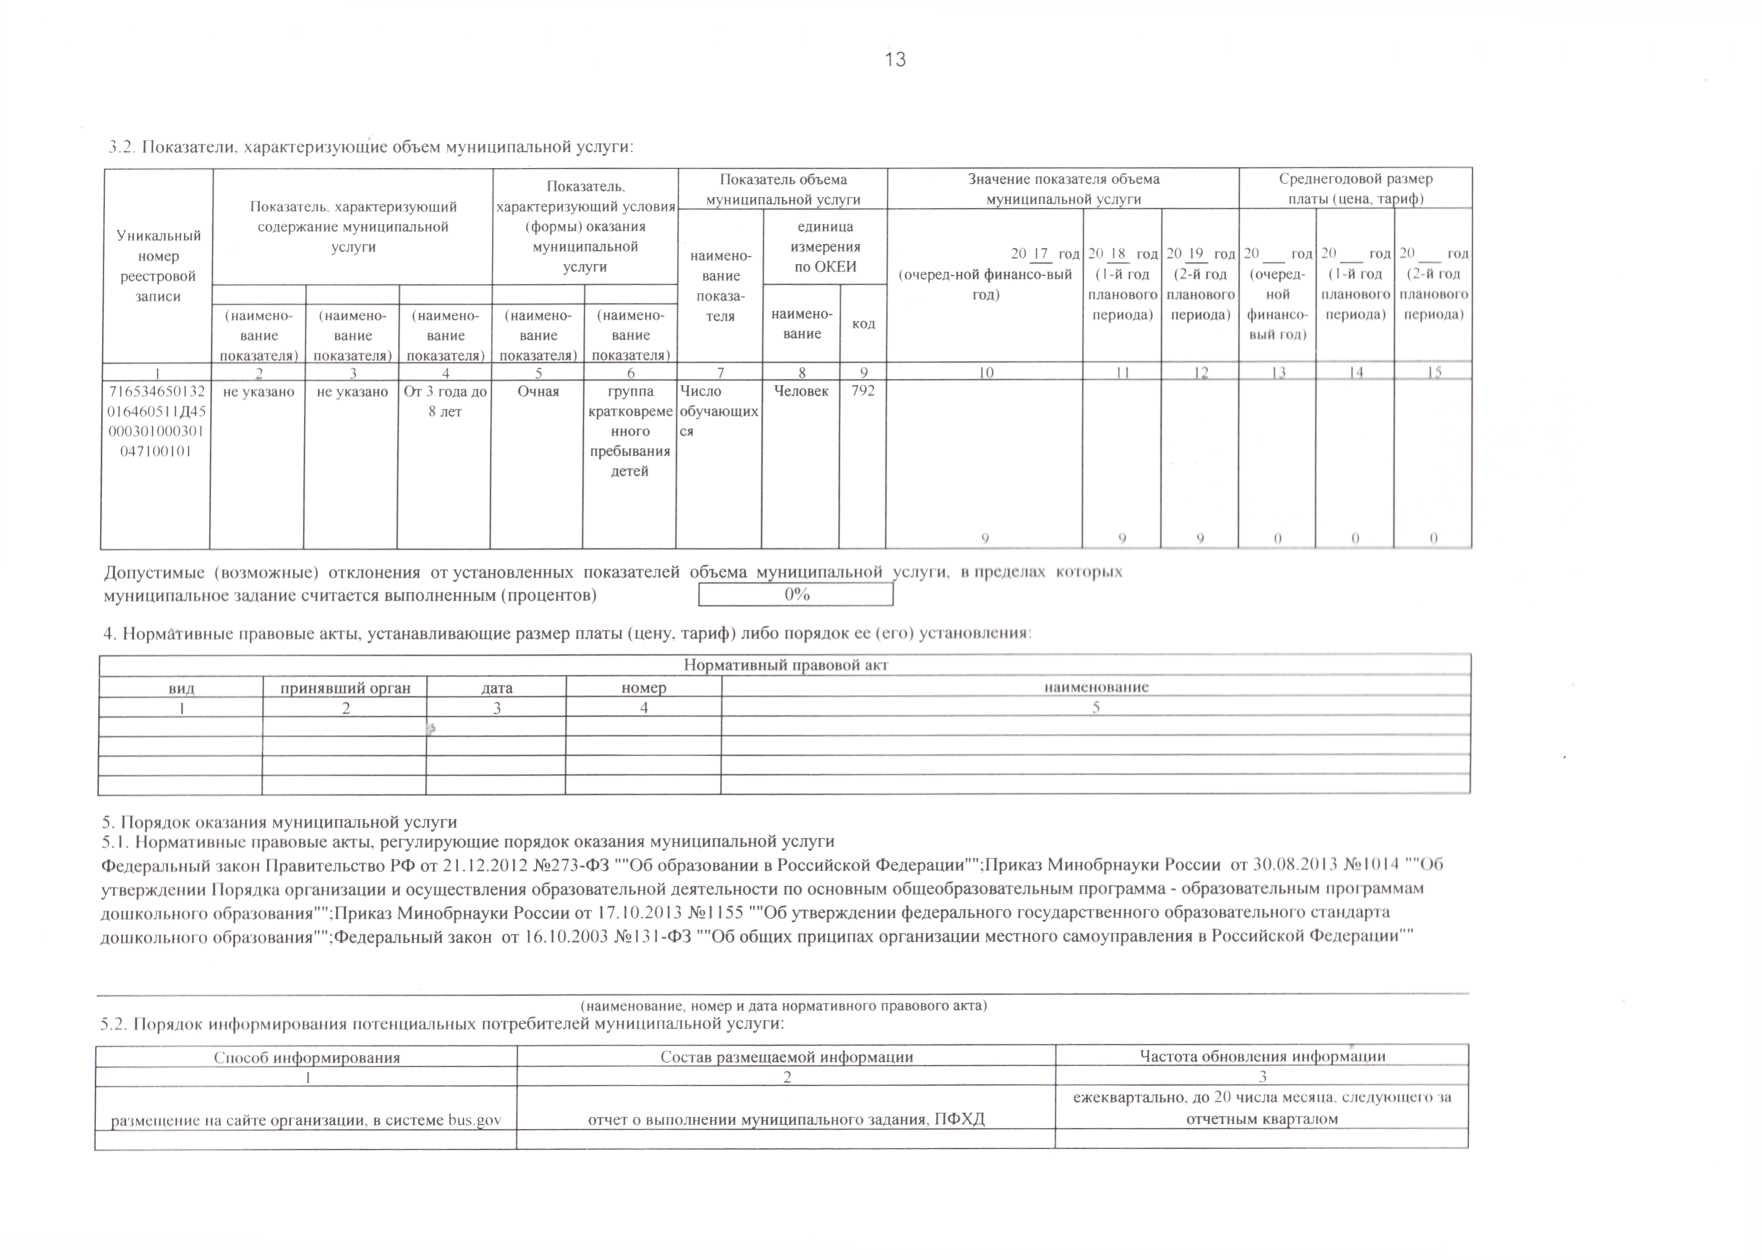 13
3.2. Показатели, характеризующие объем муниципальной услуги:
Уникальный
номер
реестровой
записи
Показатель, характеризующий
содержание муниципальной
услуги
Показатель,
характеризующий условия
(формы) оказания
муниципальной
услуги
Показатель объема
муниципальной услуги
Значение показателя объема
муниципальной услуги
Среднегодовой размер
платы (цена, тариф)
(наимено-
вание
показателя)
(наимено-
вание
показателя)
(наимено-
вание
показателя)
(наимено-
вание
показателя)
(наимено-
вание
показателя)
наимено-
вание
показа-
теля
единица
измерения
по ОКЕИ
наимено-
вание
код
20 17 год
(очеред-ной финансо-вый
год)
20 18 год
(1-й год
планового
периода)
20 19 год
(2-й год
планового
периода)
20 ___ год
(очеред-
ной
финансо-
вый год)
20 ___ год
(1-й год
планового
периода)
20 ___ год
(2-й год
планового
периода)
1 2 3 4 5 6 7 8 9 10 11 12 13 14 15
716534650132
016460511Д45
000301000301
047100101
не указано
не указано
От 3 года до
8 лет
Очная
группа
кратковреме
нного
пребывания
детей
Число
обучающих
ся
Человек
792
9 9 9 0 0 0
Допустимые (возможные) отклонения от установленных показателей объема муниципальной услуги, в пределах которых
муниципальное задание считается выполненным (процентов) 0%
4. Нормативные правовые акты, устанавливающие размер платы (цену, тариф) либо порядок ее (его) установления:
Нормативный правовой акт
вид принявший орган дата номер наименование
1 2 3 4 5
5. Порядок оказания муниципальной услуги
5.1. Нормативные правовые акты, регулирующие порядок оказания муниципальной услуги
Федеральный закон Правительство РФ от 21.12.2012 №273-ФЗ ""Об образовании в Российской Федерации"";Приказ Минобрнауки России от 30.08.2013 №1014 ""Об
утверждении Порядка организации и осуществления образовательной деятельности по основным общеобразовательным программа - образовательным программам
дошкольного образования"";Приказ Минобрнауки России от 17.10.2013 №1155 ""Об утверждении федерального государственного образовательного стандарта
дошкольного образования"";Федеральный закон от 16.10.2003 №131-ФЗ ""Об общих приципах организации местного самоуправления в Российской Федерации""
(наименование, номер и дата нормативного правового акта)
5.2. Порядок информирования потенциальных потребителей муниципальной услуги:
Способ информирования Состав размещаемой информации Частота обновления информации
1 2 3
размещение на сайте организации, в системе bus.gov
отчет о выполнении муниципального задания, ПФХД
ежеквартально, до 20 числа месяца, следующего за
отчетным кварталом